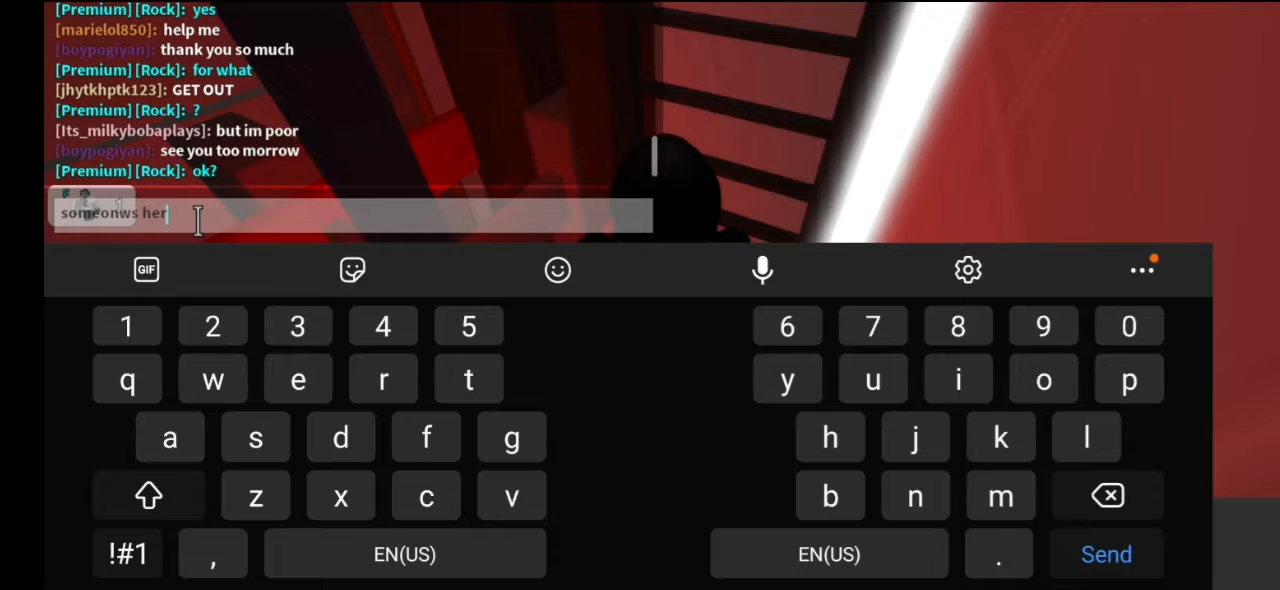 [Premium] [Rock]: yes
[marielol850]: help me
[boypogiyan]: thank you so much
[Premium] [Rock]: for what
[jhytkhptk123]: GET OUT
[Premium] [Rock]: ?
[Its_milkybobaplays]: but im poor
[boypogiyan]: see you too morrow
[Premium] [Rock]: ok?
F
1
someonws her
GIF
1 2 3 4 5 6 7 8 9 0
q w e r t y u i o p
a s d f g h j k l
z x c v b n m
!#1 , EN(US) EN(US) . Send